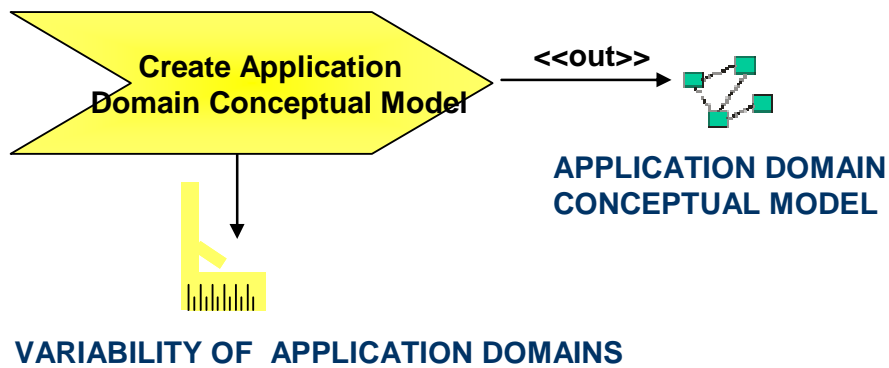 Create Application
Domain Conceptual Model
<<out>>
APPLICATION DOMAIN
CONCEPTUAL MODEL
VARIABILITY OF APPLICATION DOMAINS